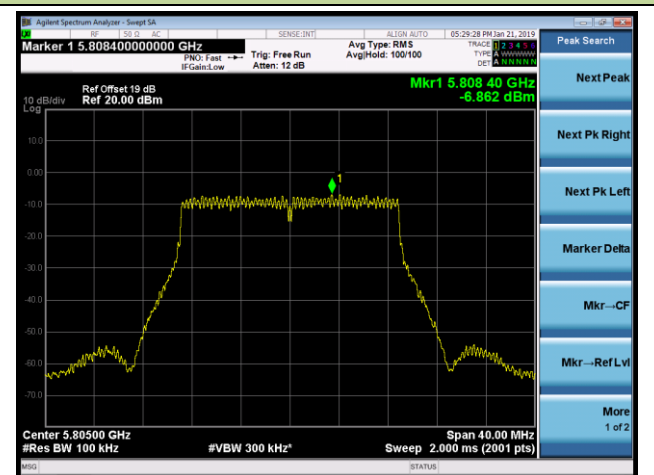 Agilent Spectrum Analyzer - Swept SA
RF 50 Ω AC SENSE:INT ALIGN AUTO 05:29:28 PM Jan 21, 2019
Marker 1 5.808400000000 GHz
PNO: Fast
IFGain:Low
Trig: Free Run
Atten: 12 dB
Avg Type: RMS
Avg|Hold: 100/100
TRACE 1 2 3 4 5 6
TYPE A WWWWW
DET A N N N N N
Peak Search
Next Peak
Next Pk Right
Next Pk Left
Marker Delta
Mkr→CF
Mkr→Ref Lvl
More
1 of 2
Mkr1 5.808 40 GHz
-6.862 dBm
Ref Offset 19 dB
10 dB/div Ref 20.00 dBm
Log
10.0
0.00
-10.0
-20.0
-30.0
-40.0
-50.0
-60.0
-70.0
1
Center 5.80500 GHz Span 40.00 MHz
#Res BW 100 kHz #VBW 300 kHz* Sweep 2.000 ms (2001 pts)
MSG STATUS